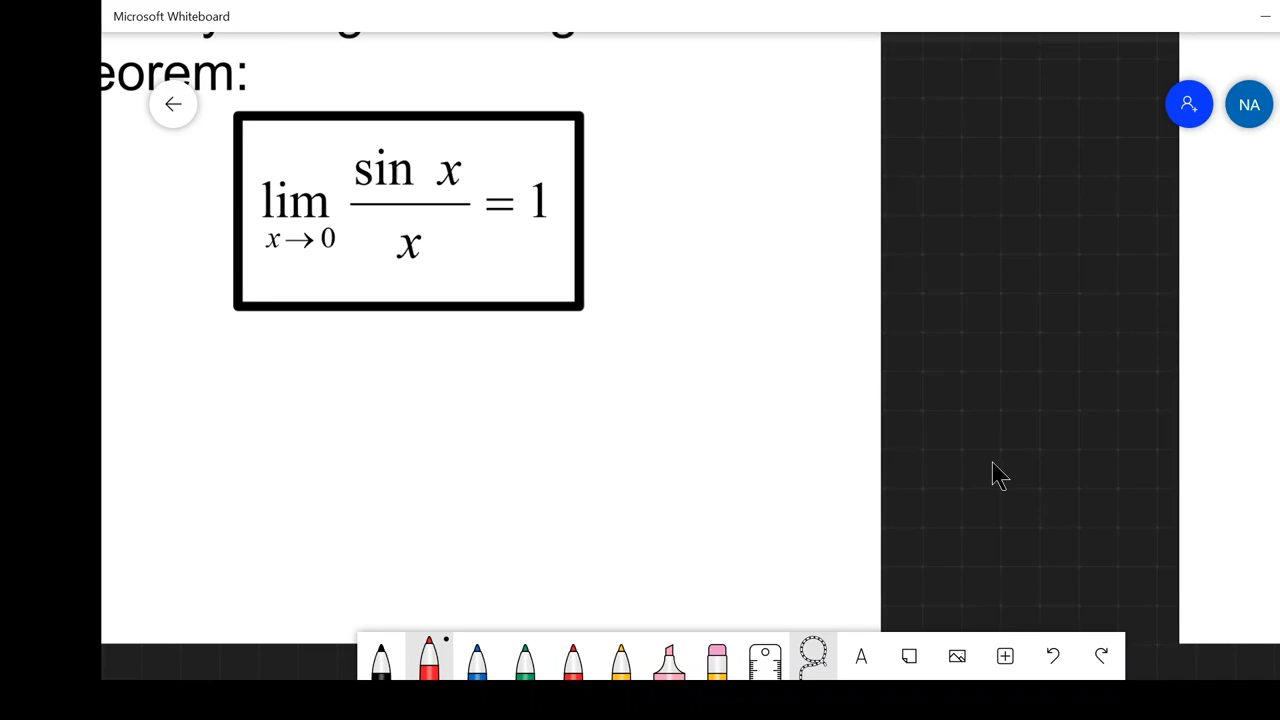 Microsoft Whiteboard
eorem:
NA
lim x→0 sin x / x = 1
A